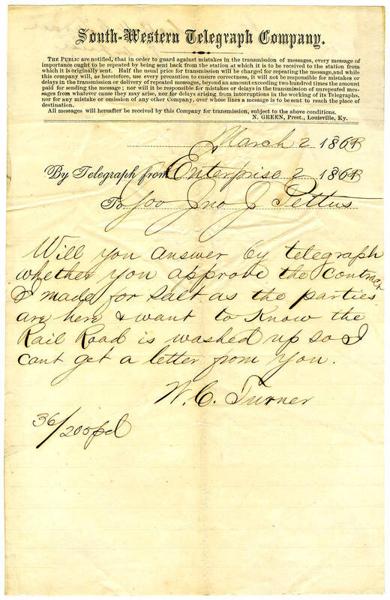 South-Western Telegraph Company.
THE PUBLIC are notified, that in order to guard against mistakes in the transmission of messages, every message of
importance ought to be repeated by being sent back from the station at which it is to be received to the station from
which it is originally sent. Half the usual price for transmission will be charged for repeating the message, and while
this company will, as heretofore, use every precaution to ensure correctness, it will not be responsible for mistakes or
delays in the transmission or delivery of repeated messages, beyond an amount exceeding two hundred times the amount
paid for sending the message; nor will it be responsible for mistakes or delays in the transmission of unrepeated messages
from whatever cause they may arise, nor for delays arising from interruptions in the working of its Telegraphs,
nor for any mistake or omission of any other Company, over whose lines a message is to be sent to reach the place of
destination.
All messages will hereafter be received by this Company for transmission, subject to the above conditions.
N. GREEN, Prest., Louisville, Ky.
March 2 1863
By Telegraph from Enterprise 2 1863
To Gov Jno J Pettus
Will you answer by telegraph
whether you approve the contract
I made for salt as the parties
are here & want to know the
Rail Road is washed up so I
cant get a letter from you.
W. C. Turner
36/200pd